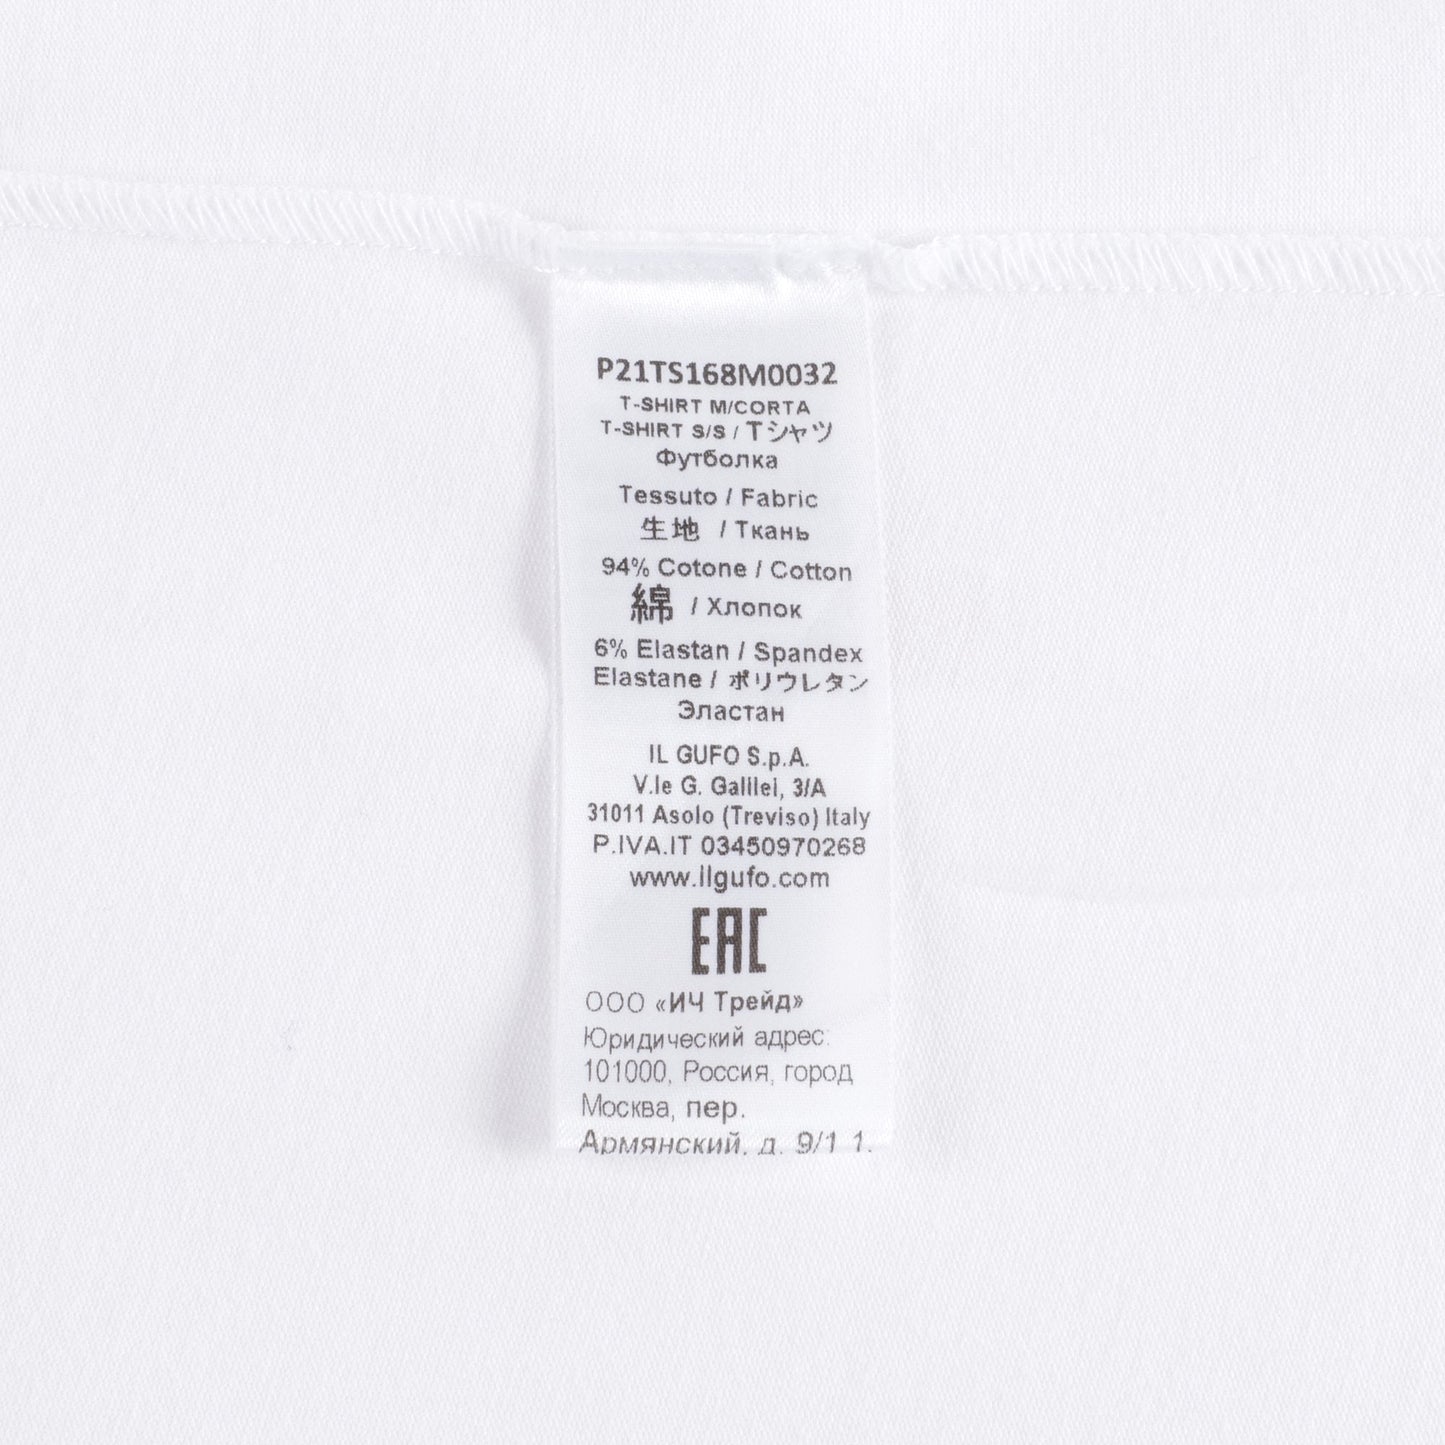 P21TS168M0032
T-SHIRT M/CORTA
T-SHIRT S/S / Tシャツ
Футболка
Tessuto / Fabric
生地 / Ткань
94% Cotone / Cotton
綿 / Хлопок
6% Elastan / Spandex
Elastane / ポリウレタン
Эластан
IL GUFO S.p.A.
V.le G. Galilei, 3/A
31011 Asolo (Treviso) Italy
P.IVA.IT 03450970268
www.ilgufo.com
EAC
ООО «ИЧ Трейд»
Юридический адрес:
101000, Россия, город
Москва, пер.
Армянский, д. 9/1 1.